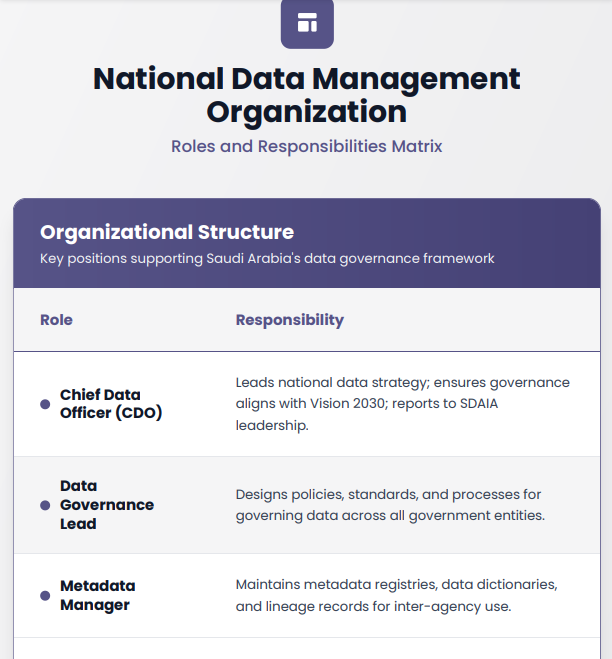 National Data Management
Organization
Roles and Responsibilities Matrix
Organizational Structure
Key positions supporting Saudi Arabia's data governance framework
Role
Responsibility
Chief Data
Officer (CDO)
Leads national data strategy; ensures governance
aligns with Vision 2030; reports to SDAIA
leadership.
Data
Governance
Lead
Designs policies, standards, and processes for
governing data across all government entities.
Metadata
Manager
Maintains metadata registries, data dictionaries,
and lineage records for inter-agency use.